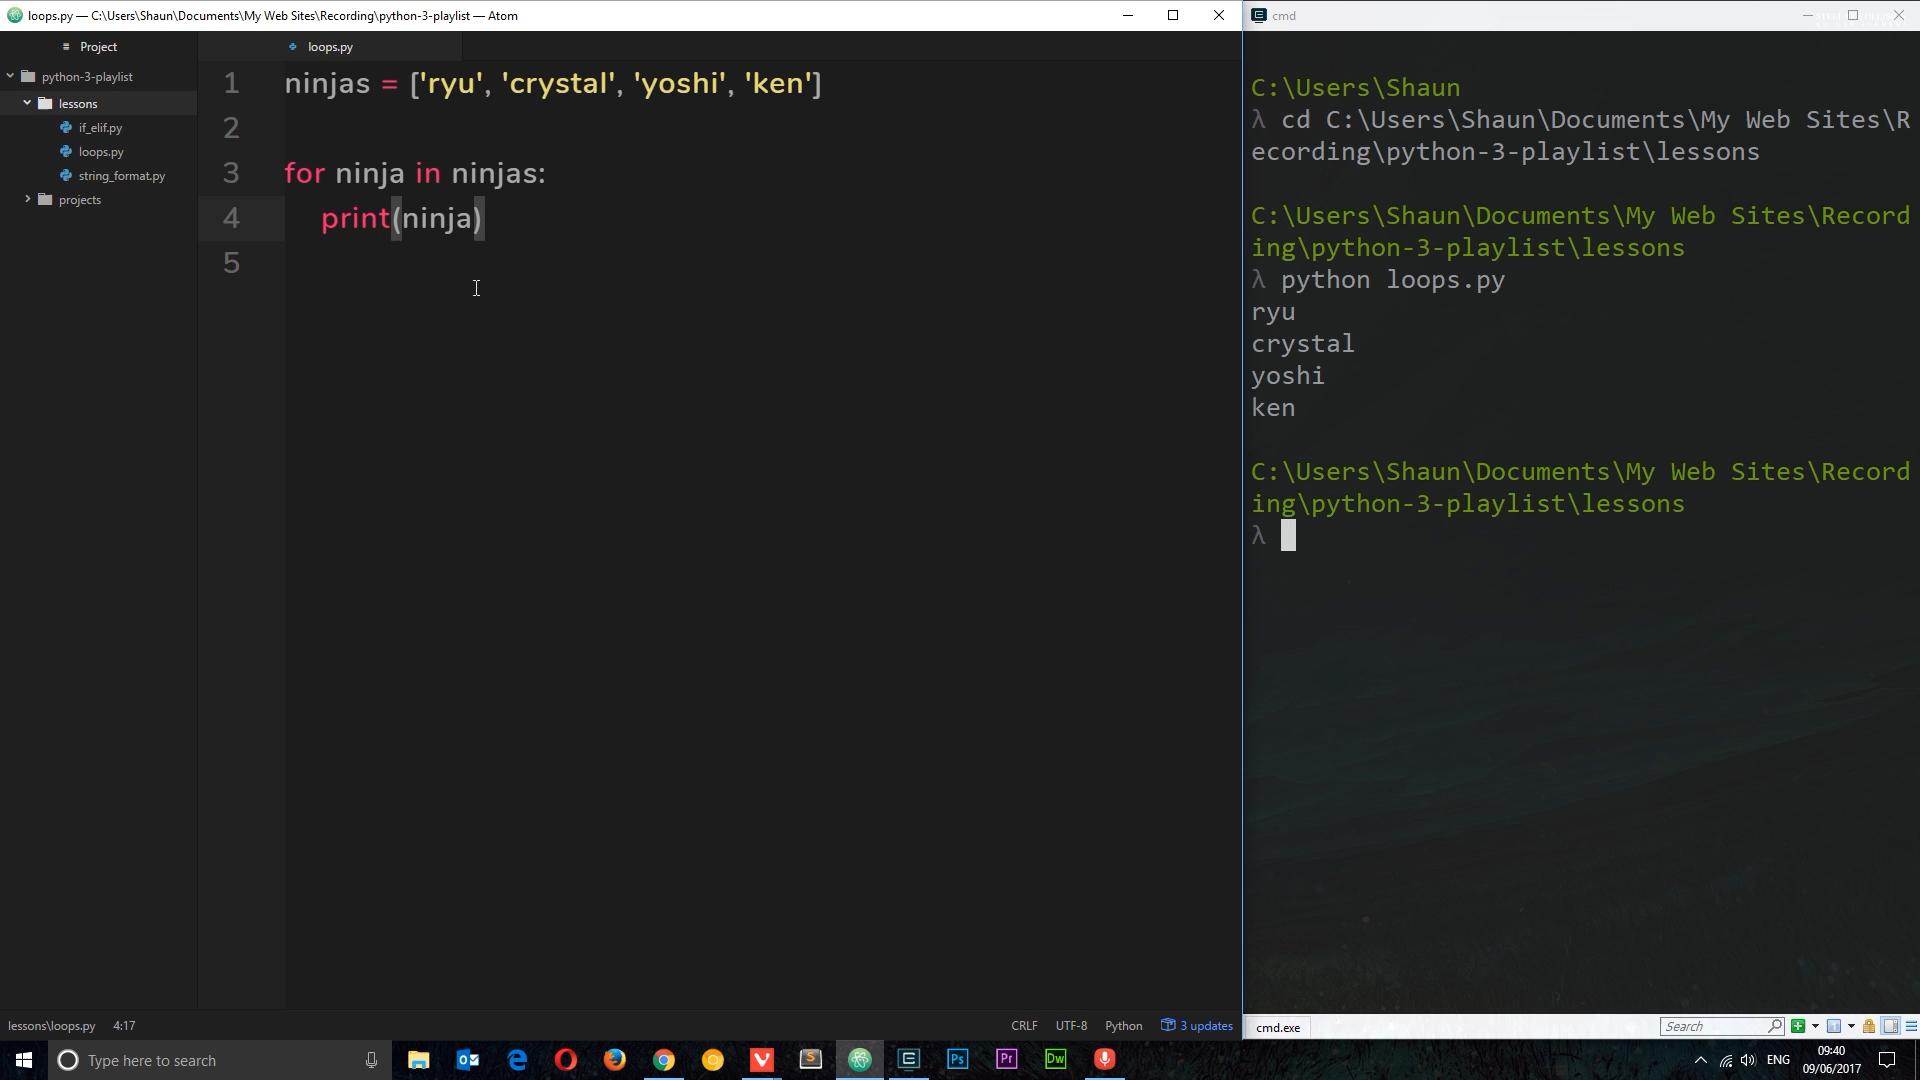 loops.py — C:\Users\Shaun\Documents\My Web Sites\Recording\python-3-playlist — Atom
Project
python-3-playlist
lessons
if_elif.py
loops.py
string_format.py
projects
loops.py
1 ninjas = ['ryu', 'crystal', 'yoshi', 'ken']
2
3 for ninja in ninjas:
4 print(ninja)
5
lessons\loops.py 4:17
CRLF UTF-8 Python 3 updates
cmd
C:\Users\Shaun
λ cd C:\Users\Shaun\Documents\My Web Sites\R
ecording\python-3-playlist\lessons
C:\Users\Shaun\Documents\My Web Sites\Record
ing\python-3-playlist\lessons
λ python loops.py
ryu
crystal
yoshi
ken
C:\Users\Shaun\Documents\My Web Sites\Record
ing\python-3-playlist\lessons
λ
cmd.exe
Search
Type here to search
Ps
Pr
Dw
ENG
09:40
09/06/2017